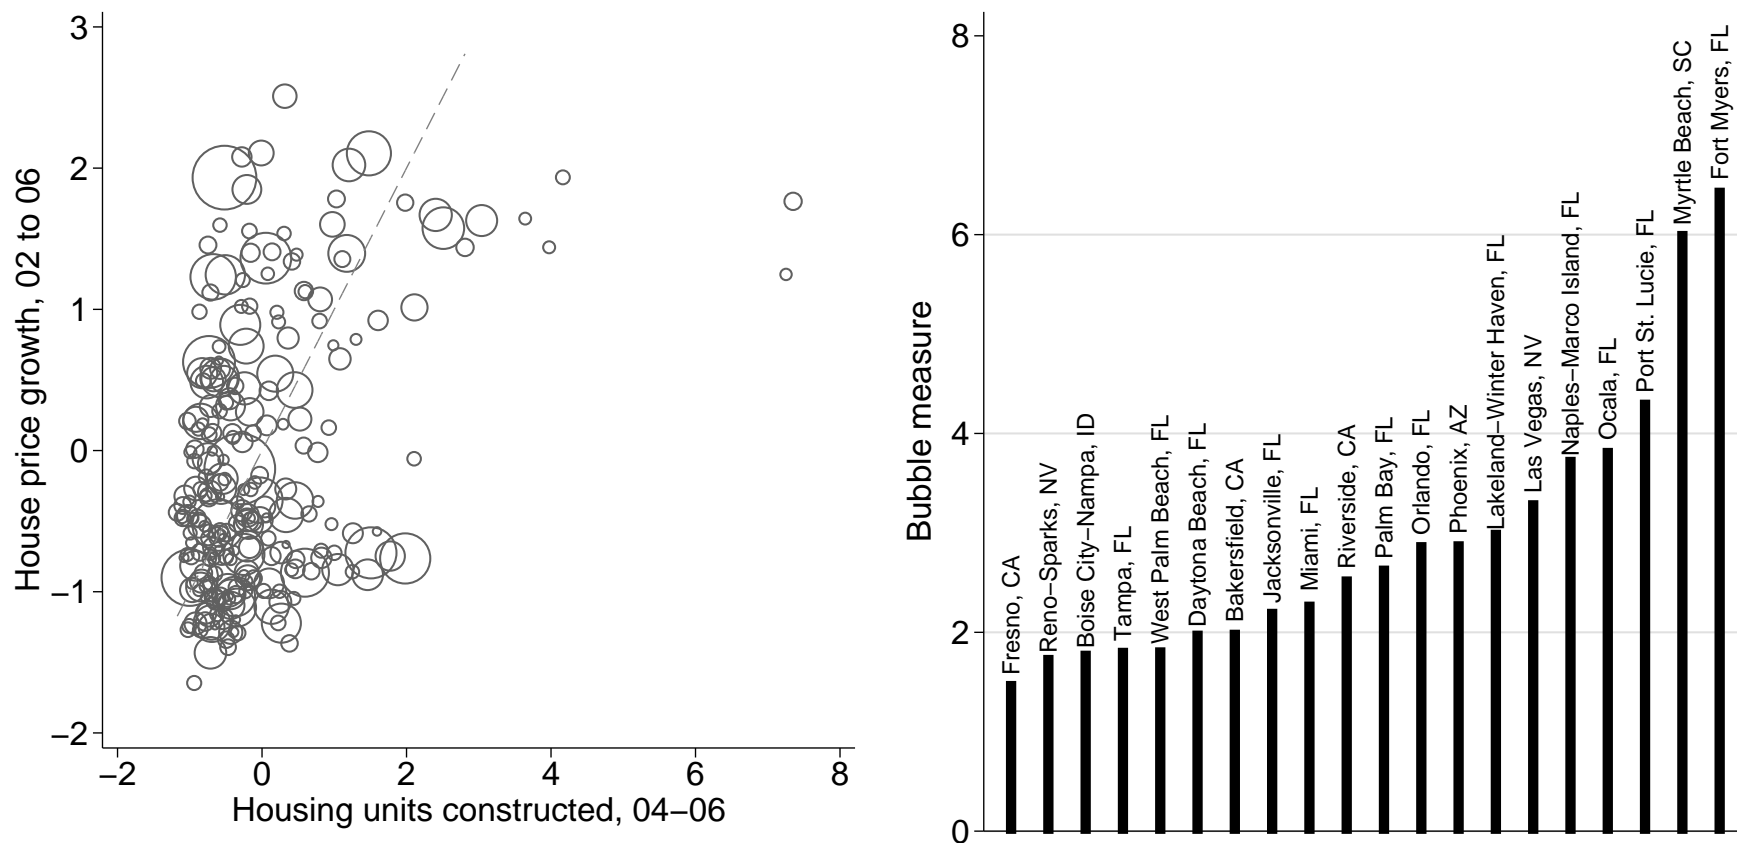 House price growth, 02 to 06
3
2
1
0
−1
−2
−2
0
2
4
6
8
Housing units constructed, 04−06
Bubble measure
8
6
4
2
0
Fresno, CA
Reno−Sparks, NV
Boise City−Nampa, ID
Tampa, FL
West Palm Beach, FL
Daytona Beach, FL
Bakersfield, CA
Jacksonville, FL
Miami, FL
Riverside, CA
Palm Bay, FL
Orlando, FL
Phoenix, AZ
Lakeland−Winter Haven, FL
Las Vegas, NV
Naples−Marco Island, FL
Ocala, FL
Port St. Lucie, FL
Myrtle Beach, SC
Fort Myers, FL